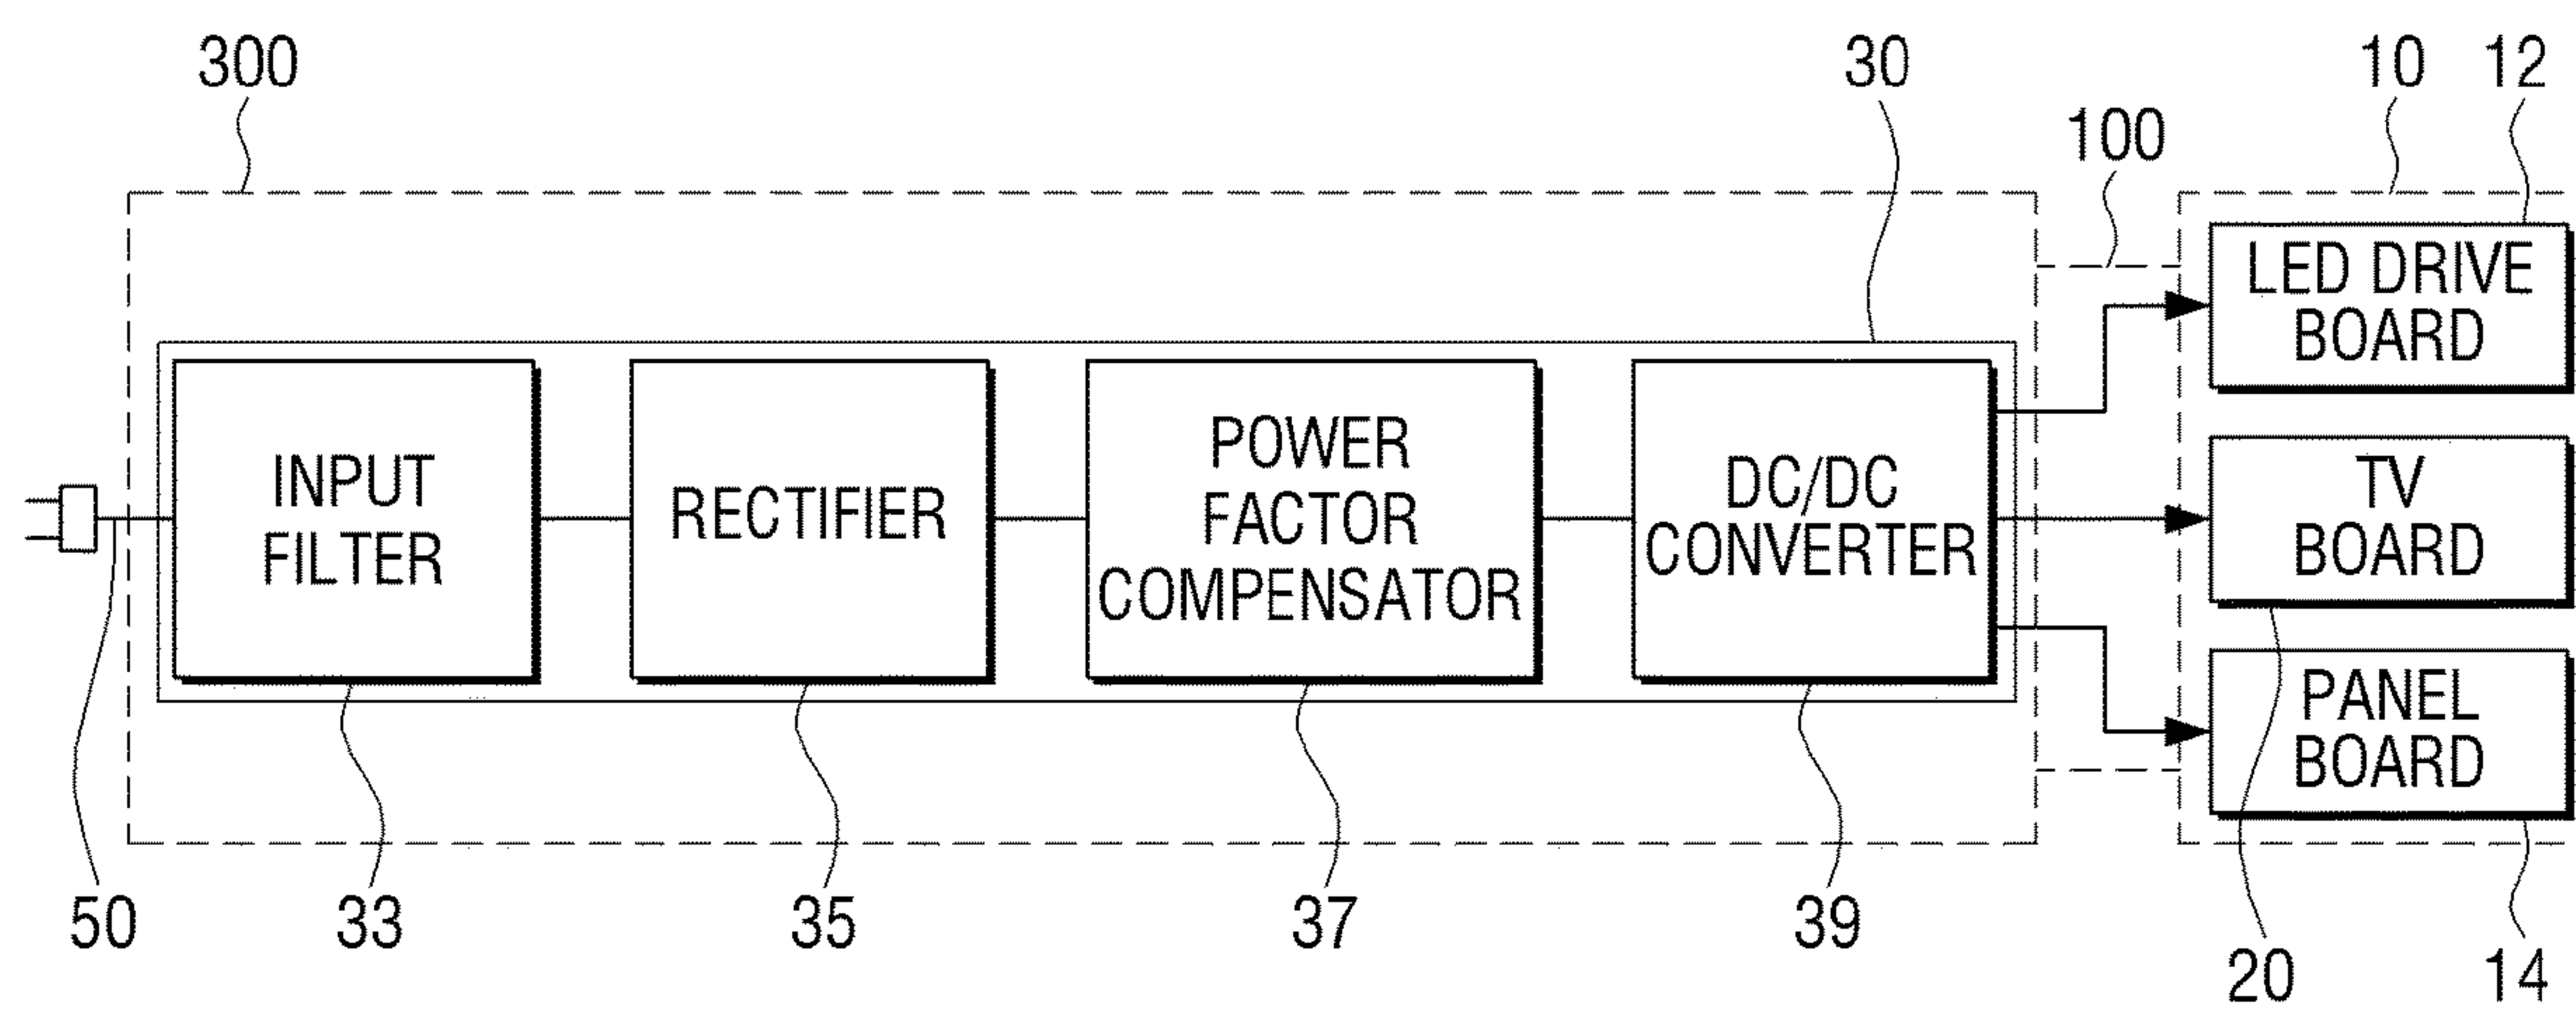 300
30
10
12
100
LED DRIVE
BOARD
INPUT
FILTER
RECTIFIER
POWER
FACTOR
COMPENSATOR
DC/DC
CONVERTER
TV
BOARD
PANEL
BOARD
50
33
35
37
39
20
14